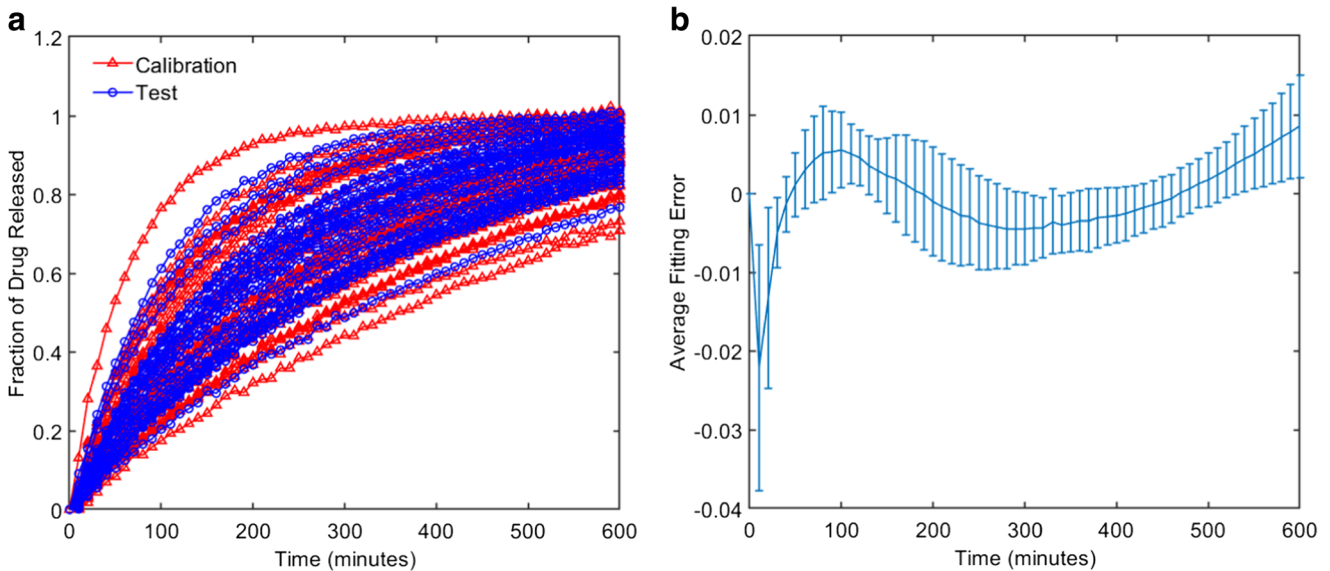 a
1.2
1
0.8
0.6
0.4
0.2
0
Fraction of Drug Released
Calibration
Test
0 100 200 300 400 500 600
Time (minutes)
b
0.02
0.01
0
-0.01
-0.02
-0.03
-0.04
Average Fitting Error
0 100 200 300 400 500 600
Time (minutes)